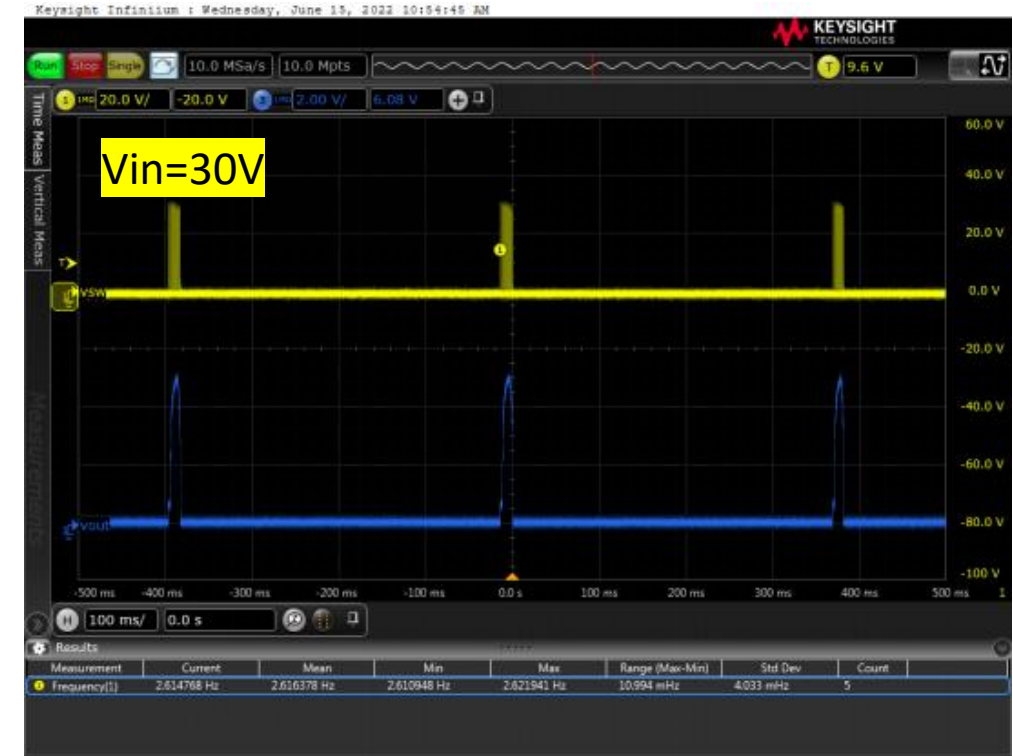 Keysight Infiniium : Wednesday, June 15, 2022 10:54:45 AM
KEYSIGHT
TECHNOLOGIES
Run Stop Single 10.0 MSa/s 10.0 Mpts T 9.6 V
1 20.0 V/ -20.0 V 3 2.00 V/ 6.08 V
Time Meas
Vertical Meas
Measurements
Vin=30V
60.0 V
40.0 V
20.0 V
0.0 V
-20.0 V
-40.0 V
-60.0 V
-80.0 V
-100 V
T
1
VSW
Vout
-500 ms -400 ms -300 ms -200 ms -100 ms 0.0 s 100 ms 200 ms 300 ms 400 ms 500 ms 1
H 100 ms/ 0.0 s
Results
Measurement Current Mean Min Max Range (Max-Min) Std Dev Count
Frequency(1) 2.614768 Hz 2.616378 Hz 2.610948 Hz 2.621941 Hz 10.994 mHz 4.033 mHz 5